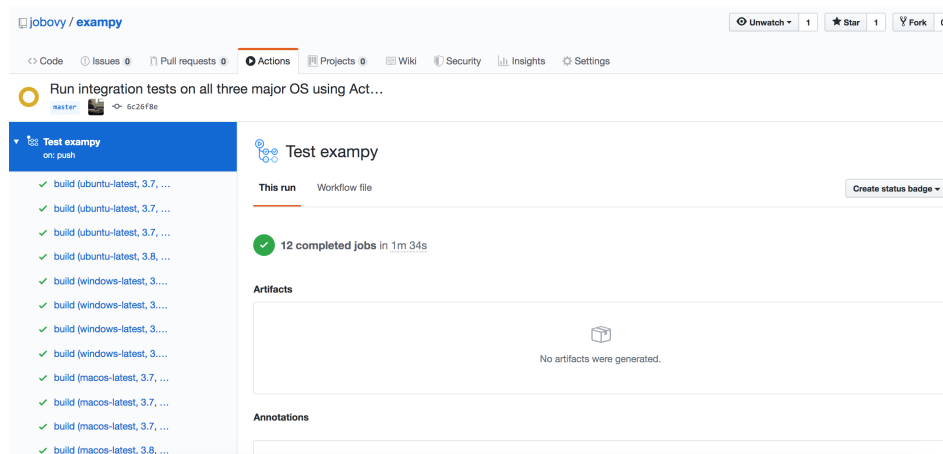 jobovy / exampy
Unwatch 1 Star 1 Fork
Code Issues 0 Pull requests 0 Actions Projects 0 Wiki Security Insights Settings
Run integration tests on all three major OS using Act…
master 6c26f8e
Test exampy
on: push
build (ubuntu-latest, 3.7, …
build (ubuntu-latest, 3.7, …
build (ubuntu-latest, 3.7, …
build (ubuntu-latest, 3.8, …
build (windows-latest, 3.…
build (windows-latest, 3.…
build (windows-latest, 3.…
build (windows-latest, 3.…
build (macos-latest, 3.7, …
build (macos-latest, 3.7, …
build (macos-latest, 3.7, …
build (macos-latest, 3.8, …
Test exampy
This run Workflow file
Create status badge
12 completed jobs in 1m 34s
Artifacts
No artifacts were generated.
Annotations